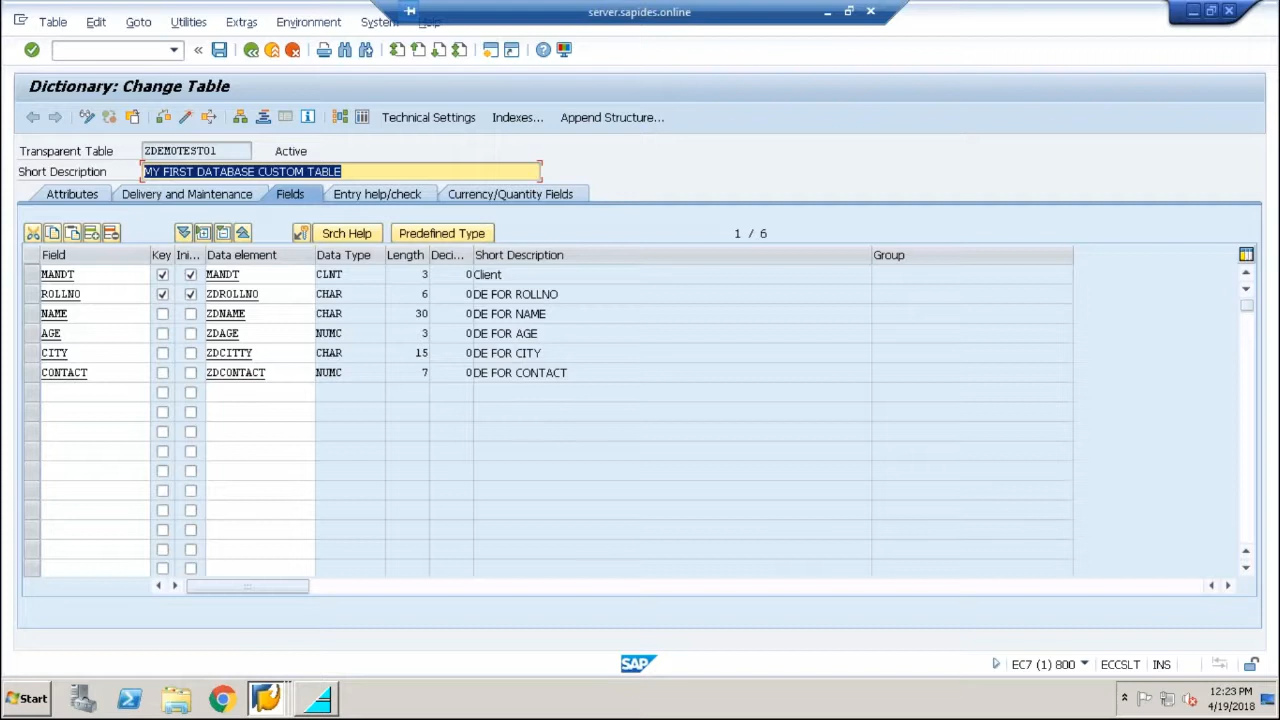 server.sapides.online
Table Edit Goto Utilities Extras Environment System Help
Dictionary: Change Table
Technical Settings Indexes... Append Structure...
Transparent Table ZDEMOTEST01 Active
Short Description MY FIRST DATABASE CUSTOM TABLE
Attributes Delivery and Maintenance Fields Entry help/check Currency/Quantity Fields
Srch Help Predefined Type 1 / 6
Field Key Ini... Data element Data Type Length Deci... Short Description Group
MANDT MANDT CLNT 3 0 Client
ROLLNO ZDROLLNO CHAR 6 0 DE FOR ROLLNO
NAME ZDNAME CHAR 30 0 DE FOR NAME
AGE ZDAGE NUMC 3 0 DE FOR AGE
CITY ZDCITTY CHAR 15 0 DE FOR CITY
CONTACT ZDCONTACT NUMC 7 0 DE FOR CONTACT
SAP
EC7 (1) 800 ECCSLT INS
Start
12:23 PM
4/19/2018